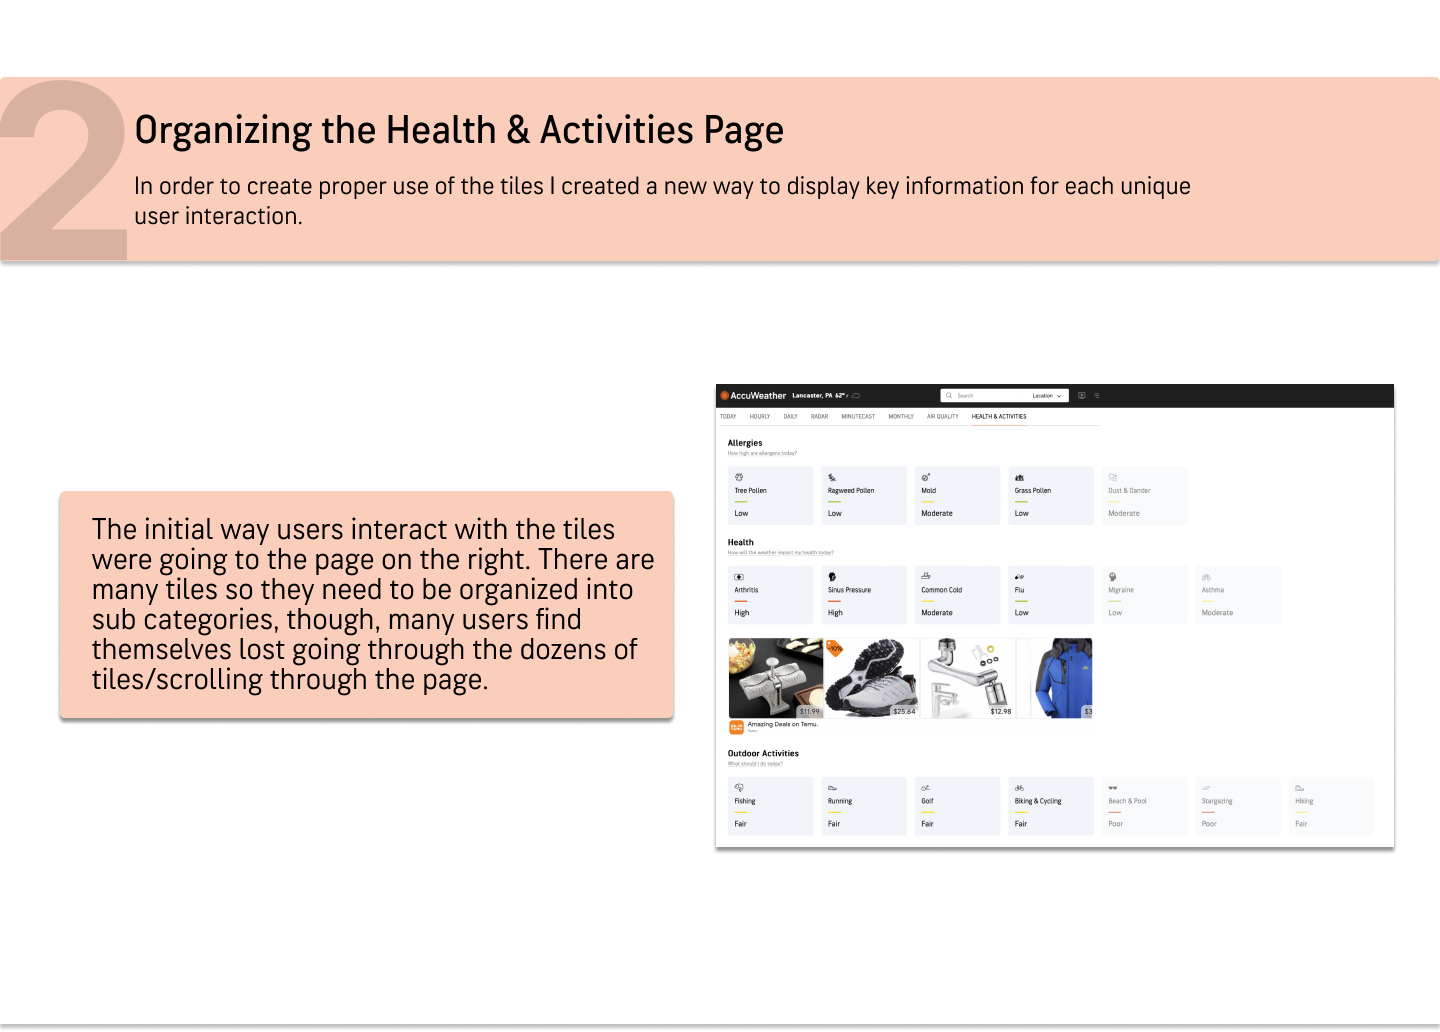 2
Organizing the Health & Activities Page
In order to create proper use of the tiles I created a new way to display key information for each unique
user interaction.
The initial way users interact with the tiles
were going to the page on the right. There are
many tiles so they need to be organized into
sub categories, though, many users find
themselves lost going through the dozens of
tiles/scrolling through the page.
AccuWeather Lancaster, PA 62° F Search Location
TODAY HOURLY DAILY RADAR MINUTECAST MONTHLY AIR QUALITY HEALTH & ACTIVITIES
Allergies
How high are allergens today?
Tree Pollen Ragweed Pollen Mold Grass Pollen Dust & Dander
Low Low Moderate Low Moderate
Health
How will the weather impact my health today?
Arthritis Sinus Pressure Common Cold Flu Migraine Asthma
High High Moderate Low Low Moderate
-10%
$11.99 $25.64 $12.98 $3
Amazing Deals on Temu.
Temu
Outdoor Activities
What should I do today?
Fishing Running Golf Biking & Cycling Beach & Pool Stargazing Hiking
Fair Fair Fair Fair Poor Poor Fair